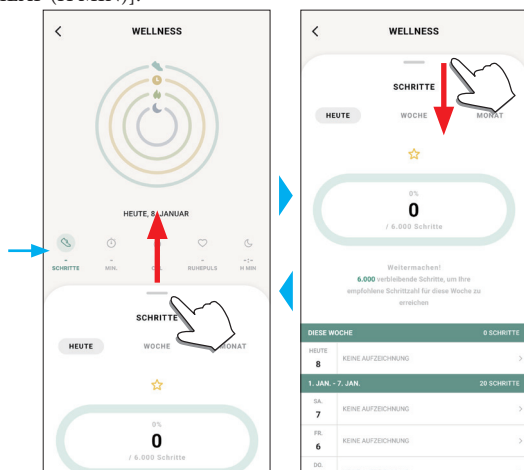 WELLNESS
HEUTE, 8. JANUAR
SCHRITTE
MIN.
RUHEPULS
H MIN
SCHRITTE
HEUTE
WOCHE
MONAT
0%
0
/ 6.000 Schritte
WELLNESS
SCHRITTE
HEUTE
WOCHE
MONAT
0%
0
/ 6.000 Schritte
Weitermachen!
6.000 verbleibende Schritte, um Ihre
empfohlene Schrittzahl für diese Woche zu
erreichen
DIESE WOCHE
0 SCHRITTE
HEUTE
8
KEINE AUFZEICHNUNG
1. JAN. - 7. JAN.
20 SCHRITTE
SA.
7
KEINE AUFZEICHNUNG
FR.
6
KEINE AUFZEICHNUNG
DO.